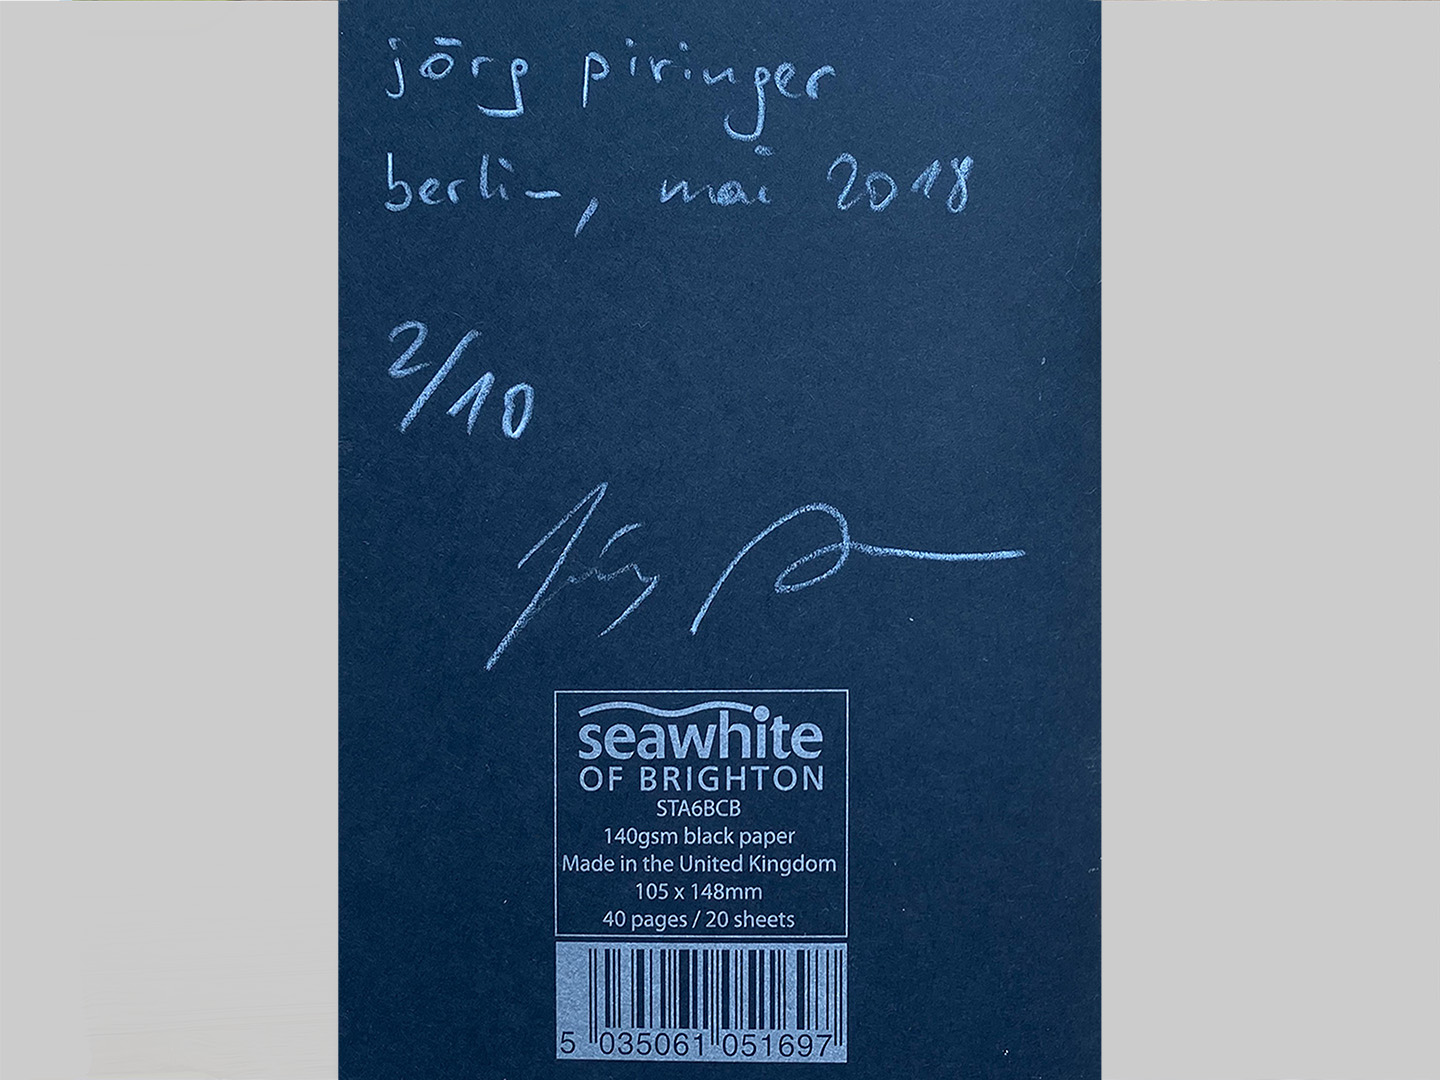 jörg piringer
berlin, mai 2018
2/10
seawhite
OF BRIGHTON
STA6BCB
140gsm black paper
Made in the United Kingdom
105 x 148mm
40 pages / 20 sheets
5 035061 051697